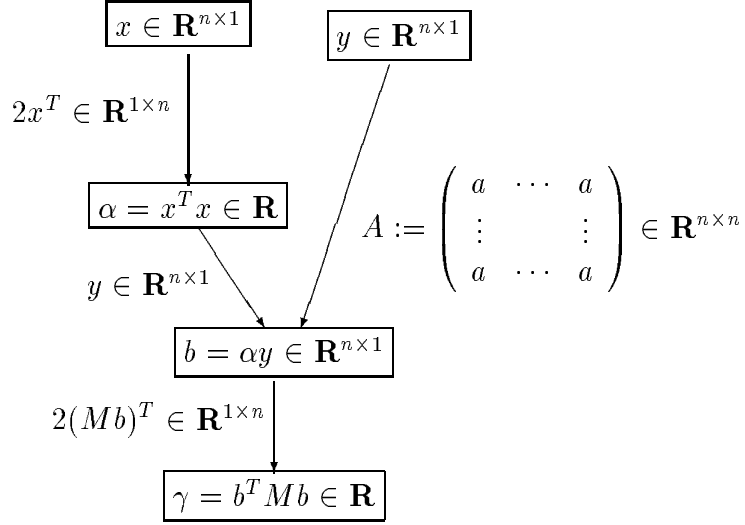 x ∈ R^{n×1}
y ∈ R^{n×1}
2x^T ∈ R^{1×n}
α = x^T x ∈ R
A := ( a ⋯ a
⋮ ⋮
a ⋯ a ) ∈ R^{n×n}
y ∈ R^{n×1}
b = αy ∈ R^{n×1}
2(Mb)^T ∈ R^{1×n}
γ = b^T Mb ∈ R